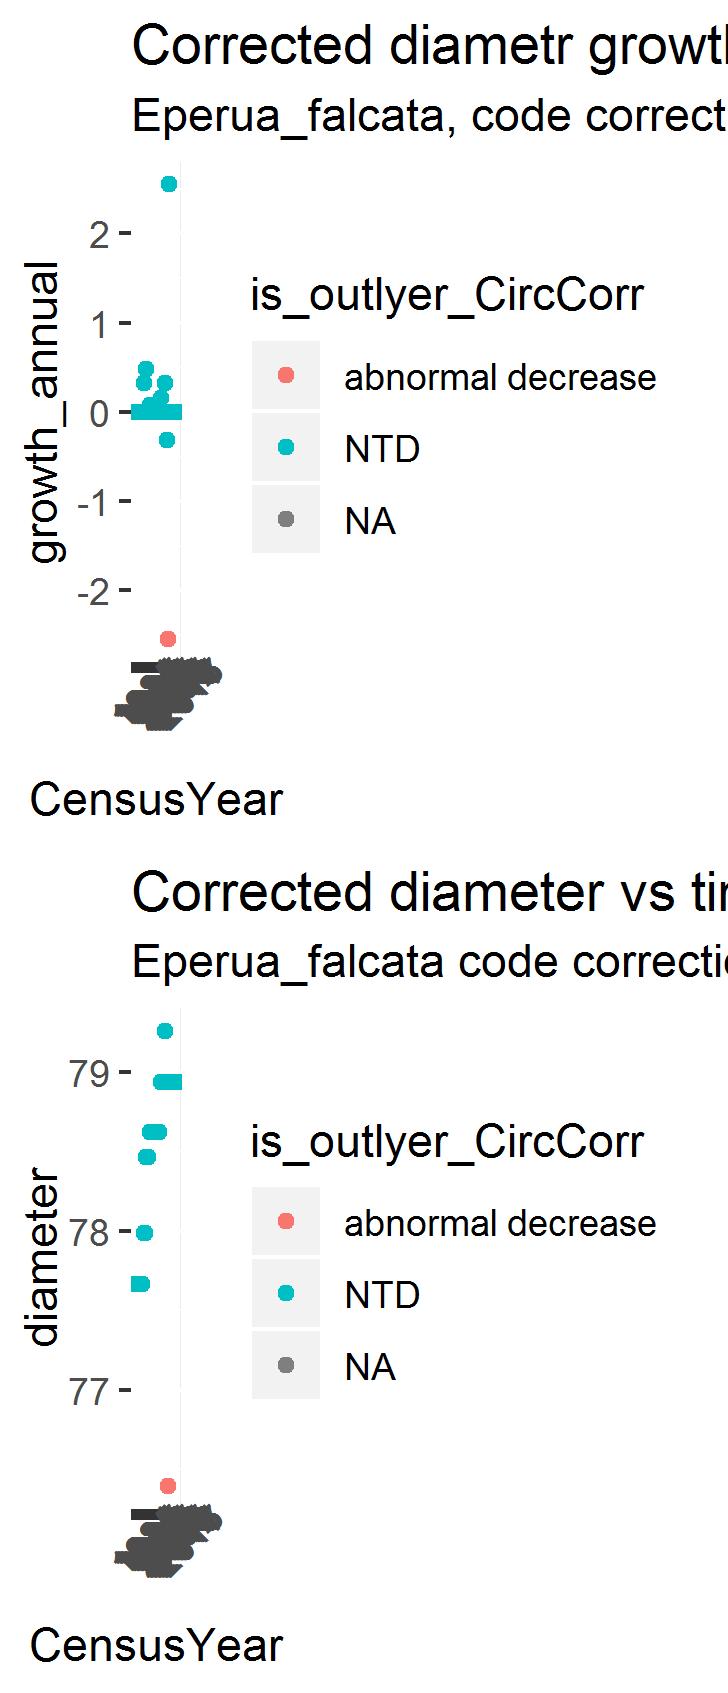 Corrected diametr growt
Eperua_falcata, code correct
growth_annual
2
1
0
-1
-2
is_outlyer_CircCorr
abnormal decrease
NTD
NA
CensusYear
Corrected diameter vs ti
Eperua_falcata code correcti
diameter
79
78
77
is_outlyer_CircCorr
abnormal decrease
NTD
NA
CensusYear